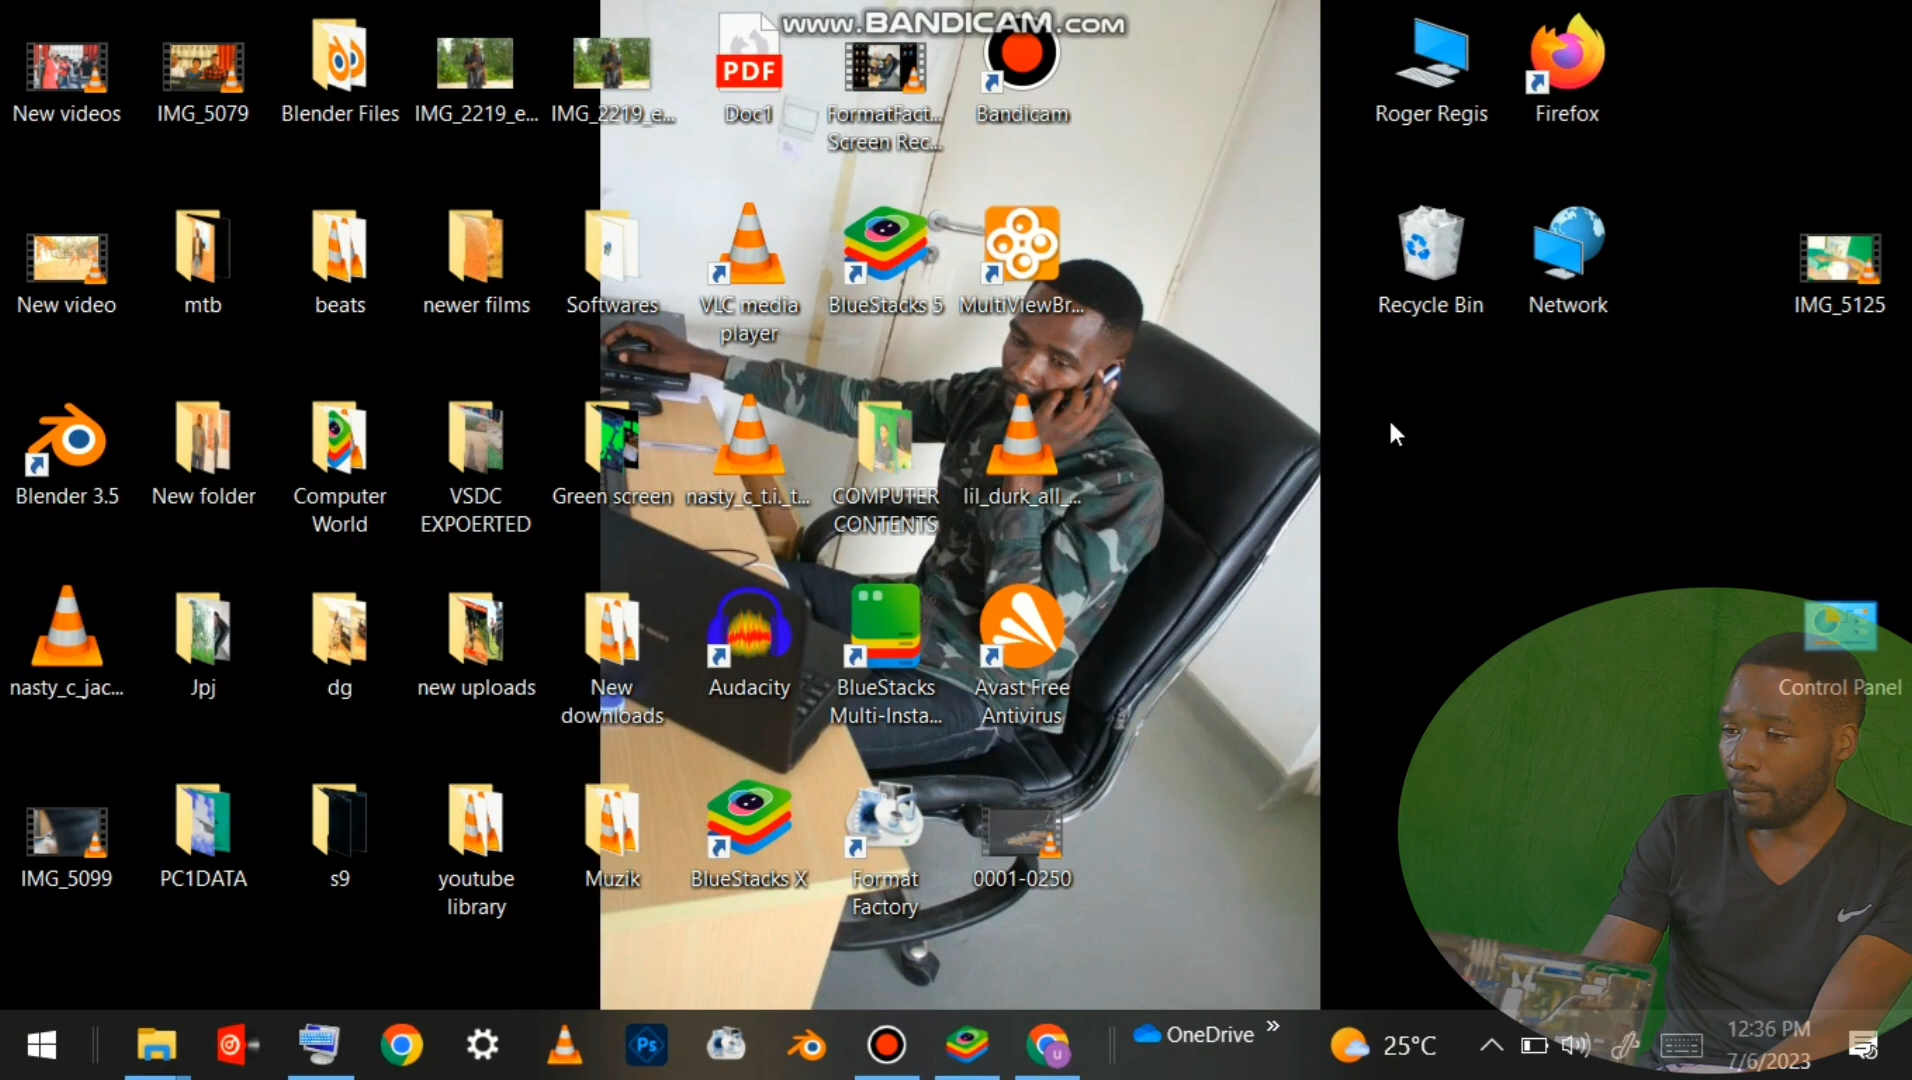 www.BANDICAM.com
New videos
IMG_5079
Blender Files
IMG_2219_e...
IMG_2219_e...
PDF
Doc1
FormatFact...
Screen Rec...
Bandicam
Roger Regis
Firefox
New video
mtb
beats
newer films
Softwares
VLC media
player
BlueStacks 5
MultiViewBr...
Recycle Bin
Network
IMG_5125
Blender 3.5
New folder
Computer
World
VSDC
EXPOERTED
Green screen
nasty_c_t.i._t...
COMPUTER
CONTENTS
lil_durk_all_...
nasty_c_jac...
Jpj
dg
new uploads
New
downloads
Audacity
BlueStacks
Multi-Insta...
Avast Free
Antivirus
Control Panel
IMG_5099
PC1DATA
s9
youtube
library
Muzik
BlueStacks X
Format
Factory
0001-0250
Ps
u
OneDrive
25°C
12:36 PM
7/6/2023